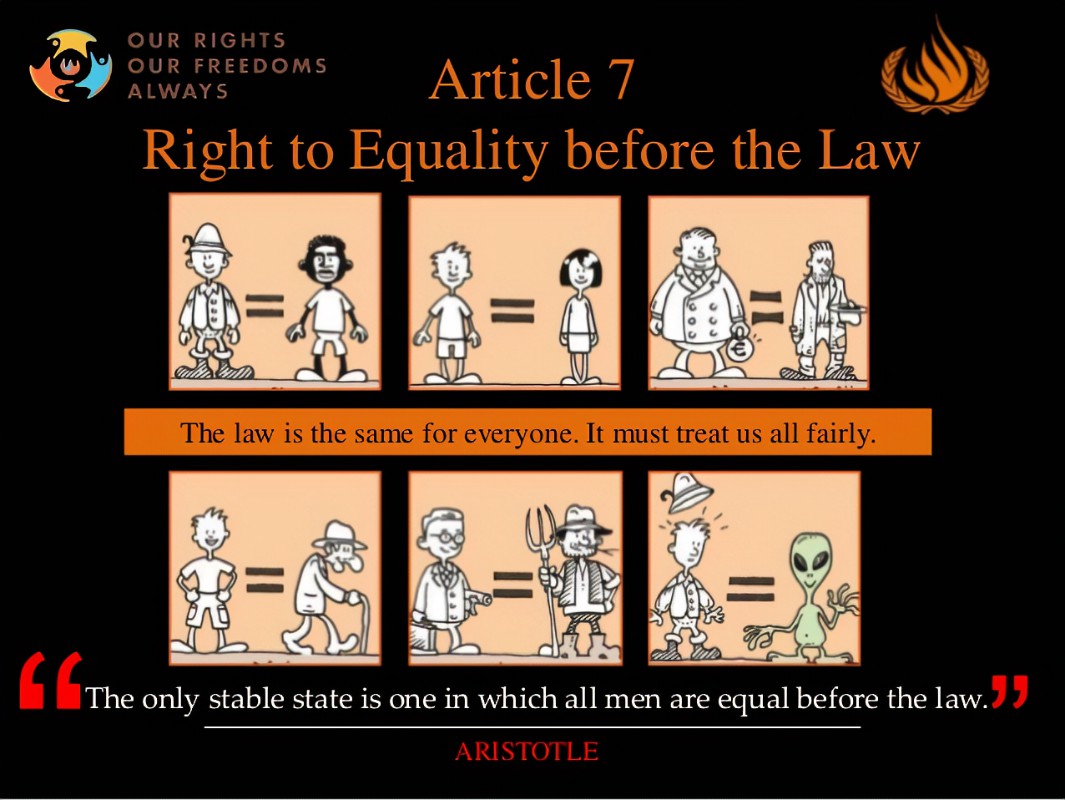 OUR RIGHTS
OUR FREEDOMS
ALWAYS
Article 7
Right to Equality before the Law
=
=
=
€
The law is the same for everyone. It must treat us all fairly.
=
=
=
“The only stable state is one in which all men are equal before the law.”
ARISTOTLE